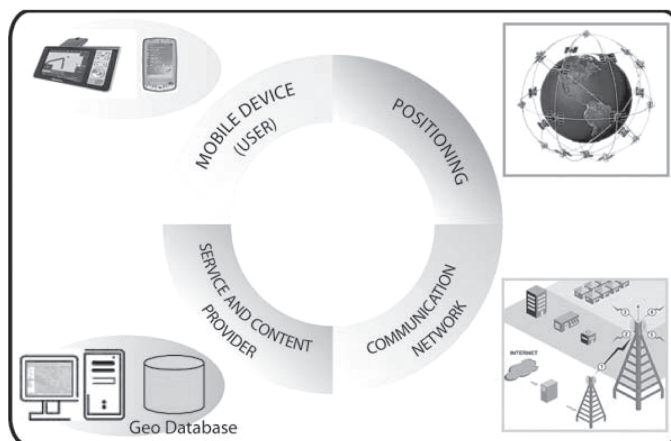 MOBILE DEVICE
(USER)
POSITIONING
SERVICE AND CONTENT
PROVIDER
COMMUNICATION
NETWORK
INTERNET
Geo Database